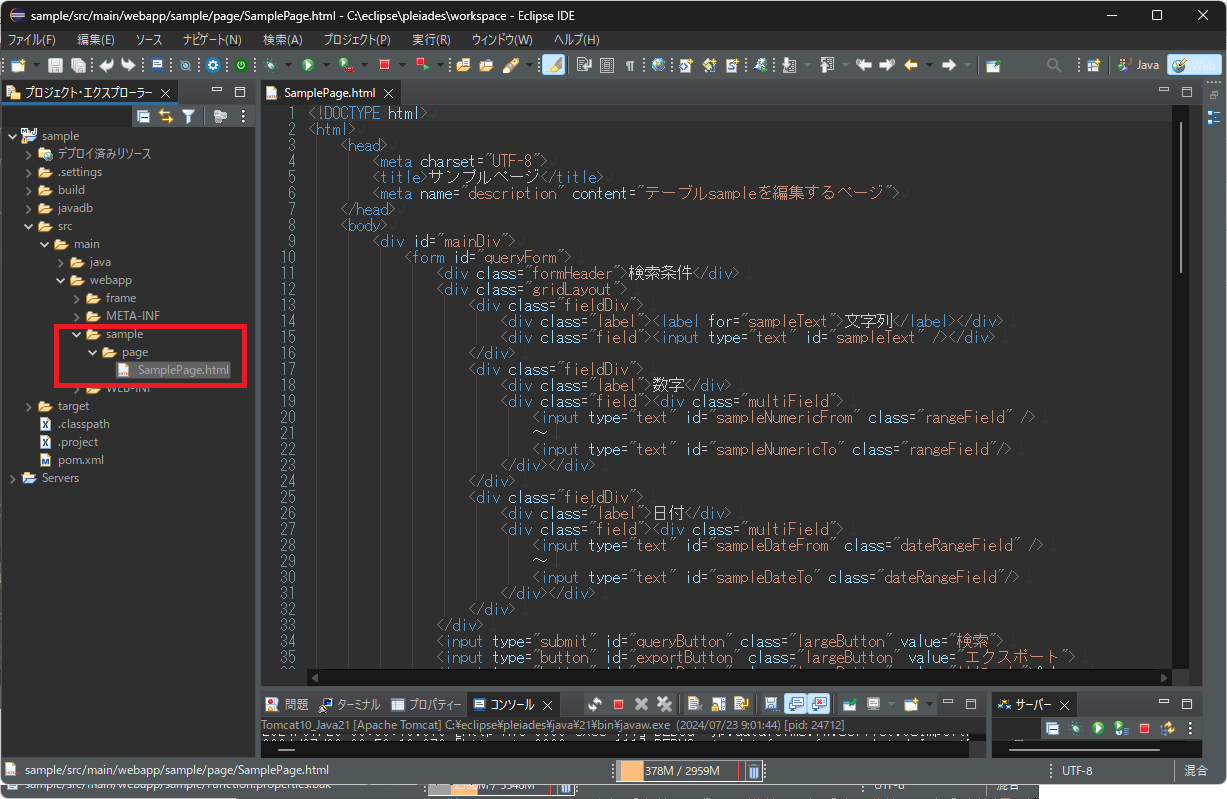 sample/src/main/webapp/sample/page/SamplePage.html - C:\eclipse\pleiades\workspace - Eclipse IDE
ファイル(F) 編集(E) ソース ナビゲート(N) 検索(A) プロジェクト(P) 実行(R) ウィンドウ(W) ヘルプ(H)
Java
プロジェクト・エクスプローラー
sample
デプロイ済みリソース
.settings
build
javadb
src
main
java
webapp
frame
META-INF
sample
page
SamplePage.html
WEB-INF
target
.classpath
.project
pom.xml
Servers
SamplePage.html
1 <!DOCTYPE html>
2 <html>
3 <head>
4 <meta charset="UTF-8">
5 <title>サンプルページ</title>
6 <meta name="description" content="テーブルsampleを編集するページ">
7 </head>
8 <body>
9 <div id="mainDiv">
10 <form id="queryForm">
11 <div class="formHeader">検索条件</div>
12 <div class="gridLayout">
13 <div class="fieldDiv">
14 <div class="label"><label for="sampleText">文字列</label></div>
15 <div class="field"><input type="text" id="sampleText" /></div>
16 </div>
17 <div class="fieldDiv">
18 <div class="label">数字</div>
19 <div class="field"><div class="multiField">
20 <input type="text" id="sampleNumericFrom" class="rangeField" />
21 ～
22 <input type="text" id="sampleNumericTo" class="rangeField"/>
23 </div></div>
24 </div>
25 <div class="fieldDiv">
26 <div class="label">日付</div>
27 <div class="field"><div class="multiField">
28 <input type="text" id="sampleDateFrom" class="dateRangeField" />
29 ～
30 <input type="text" id="sampleDateTo" class="dateRangeField"/>
31 </div></div>
32 </div>
33 </div>
34 <input type="submit" id="queryButton" class="largeButton" value="検索">
35 <input type="button" id="exportButton" class="largeButton" value="エクスポート">
問題 ターミナル プロパティー コンソール
Tomcat10_Java21 [Apache Tomcat] C:¥eclipse¥pleiades¥java¥21¥bin¥javaw.exe (2024/07/23 9:01:44) [pid: 24712]
サーバー
sample/src/main/webapp/sample/page/SamplePage.html
378M / 2959M
UTF-8
混合